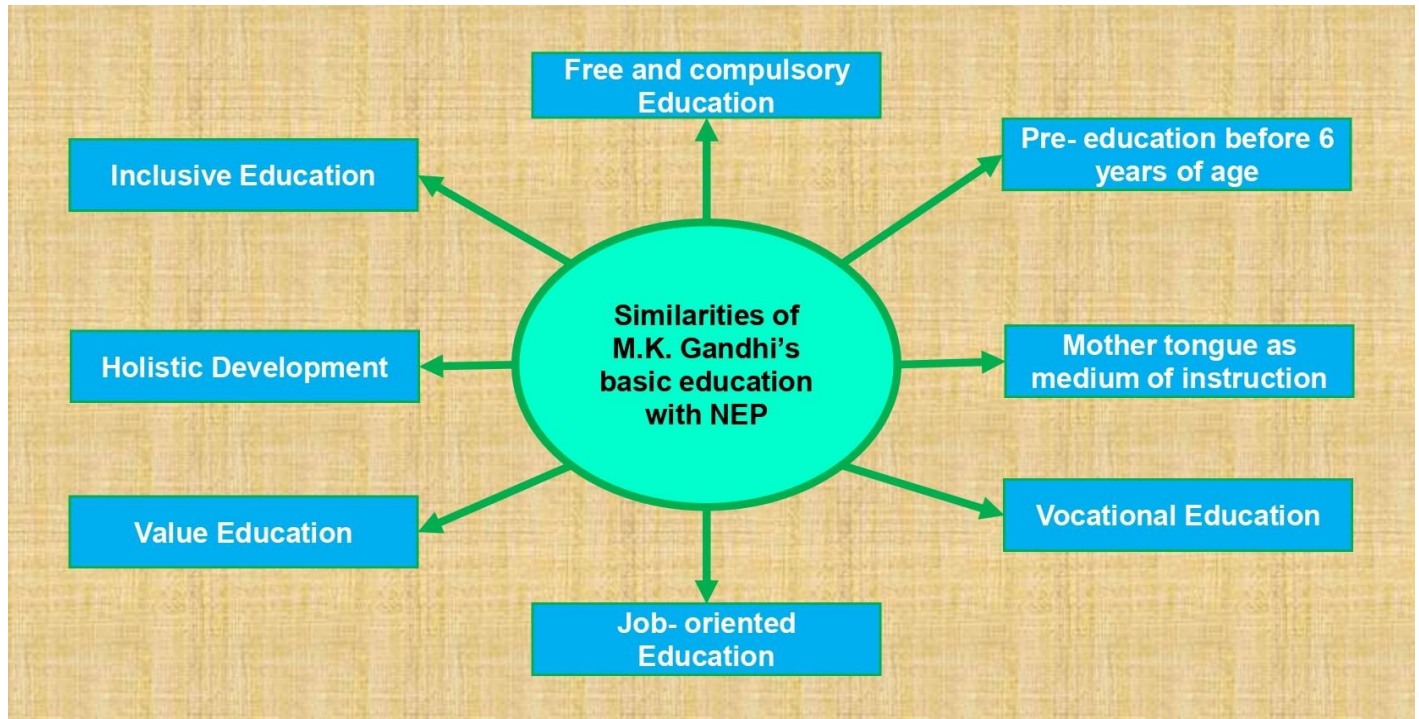 Free and compulsory
Education
Pre- education before 6
years of age
Inclusive Education
Similarities of
M.K. Gandhi’s
basic education
with NEP
Mother tongue as
medium of instruction
Holistic Development
Vocational Education
Value Education
Job- oriented
Education